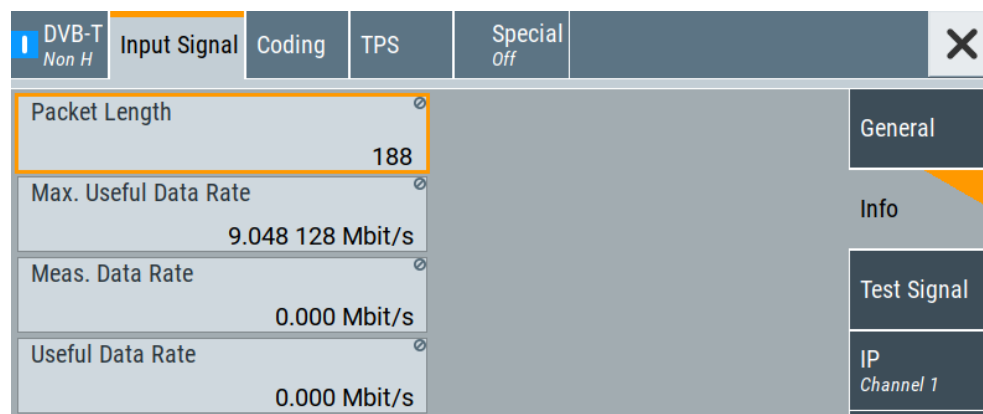 DVB-T
Non H
Input Signal
Coding
TPS
Special
Off
Packet Length
188
Max. Useful Data Rate
9.048 128 Mbit/s
Meas. Data Rate
0.000 Mbit/s
Useful Data Rate
0.000 Mbit/s
General
Info
Test Signal
IP
Channel 1